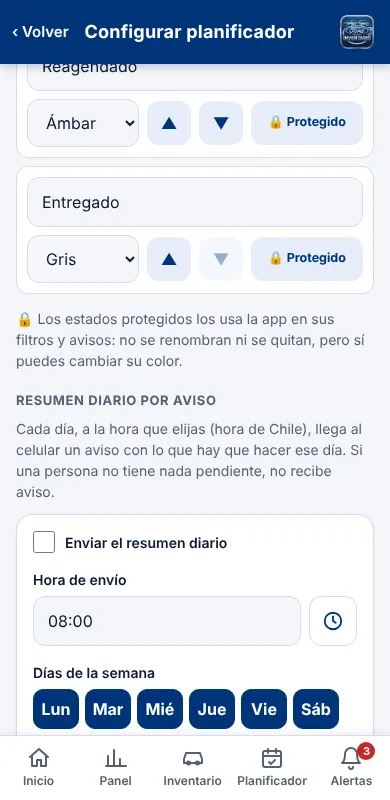 ‹ Volver Configurar planificador
Reagendado
Ámbar ▲ ▼ 🔒 Protegido
Entregado
Gris ▲ ▼ 🔒 Protegido
🔒 Los estados protegidos los usa la app en sus
filtros y avisos: no se renombran ni se quitan, pero sí
puedes cambiar su color.
RESUMEN DIARIO POR AVISO
Cada día, a la hora que elijas (hora de Chile), llega al
celular un aviso con lo que hay que hacer ese día. Si
una persona no tiene nada pendiente, no recibe
aviso.
Enviar el resumen diario
Hora de envío
08:00
Días de la semana
Lun Mar Mié Jue Vie Sáb
3
Inicio Panel Inventario Planificador Alertas